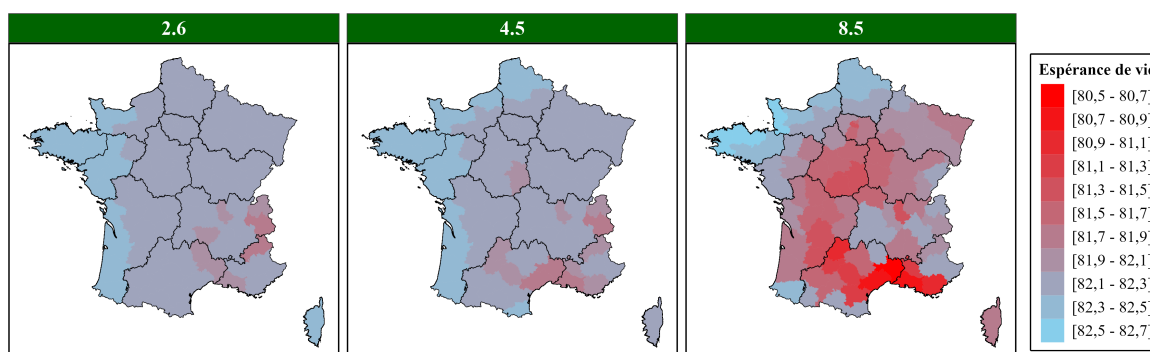 2.6
4.5
8.5
Espérance de vie
[80,5 - 80,7]
[80,7 - 80,9]
[80,9 - 81,1]
[81,1 - 81,3]
[81,3 - 81,5]
[81,5 - 81,7]
[81,7 - 81,9]
[81,9 - 82,1]
[82,1 - 82,3]
[82,3 - 82,5]
[82,5 - 82,7]